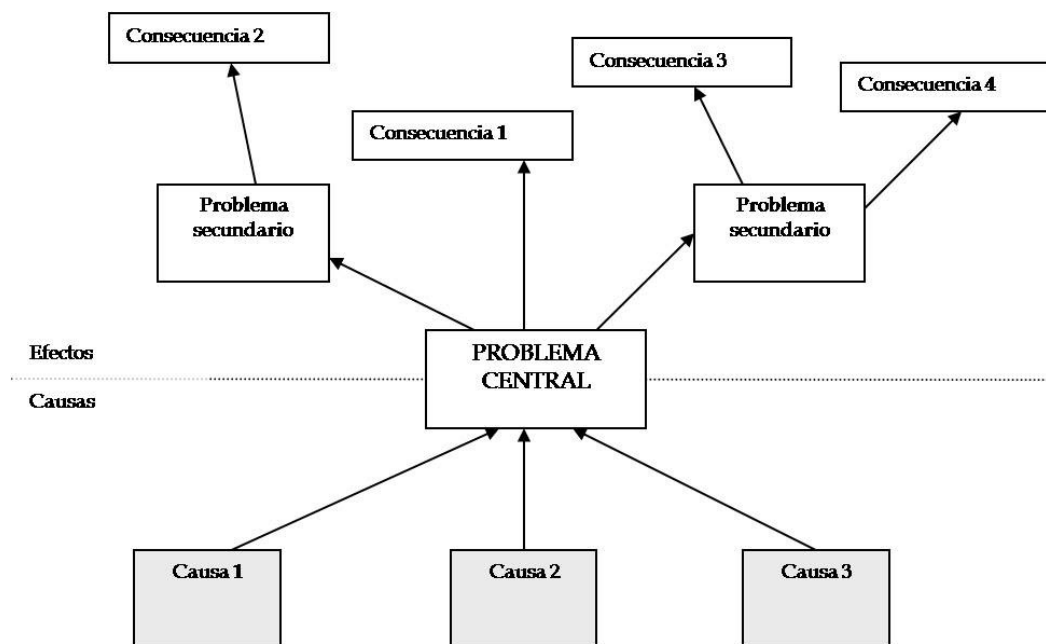 Consecuencia 2
Consecuencia 3
Consecuencia 4
Consecuencia 1
Problema
secundario
Problema
secundario
Efectos
PROBLEMA
CENTRAL
Causas
Causa 1
Causa 2
Causa 3